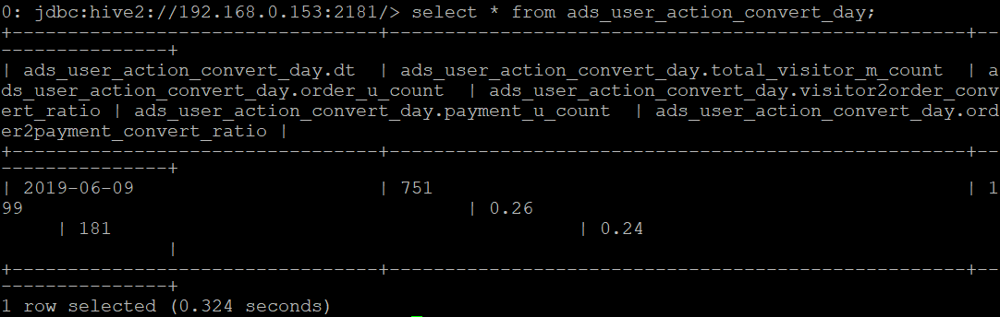 0: jdbc:hive2://192.168.0.153:2181/> select * from ads_user_action_convert_day;
+---------------------------------+----------------------------------------------------+--
---------------+
| ads_user_action_convert_day.dt  | ads_user_action_convert_day.total_visitor_m_count  | a
ds_user_action_convert_day.order_u_count  | ads_user_action_convert_day.visitor2order_conv
ert_ratio | ads_user_action_convert_day.payment_u_count  | ads_user_action_convert_day.ord
er2payment_convert_ratio |
+---------------------------------+----------------------------------------------------+--
---------------+
| 2019-06-09                      | 751                                                | 1
99                                        | 0.26
     | 181                                          | 0.24
               |
+---------------------------------+----------------------------------------------------+--
---------------+
1 row selected (0.324 seconds)